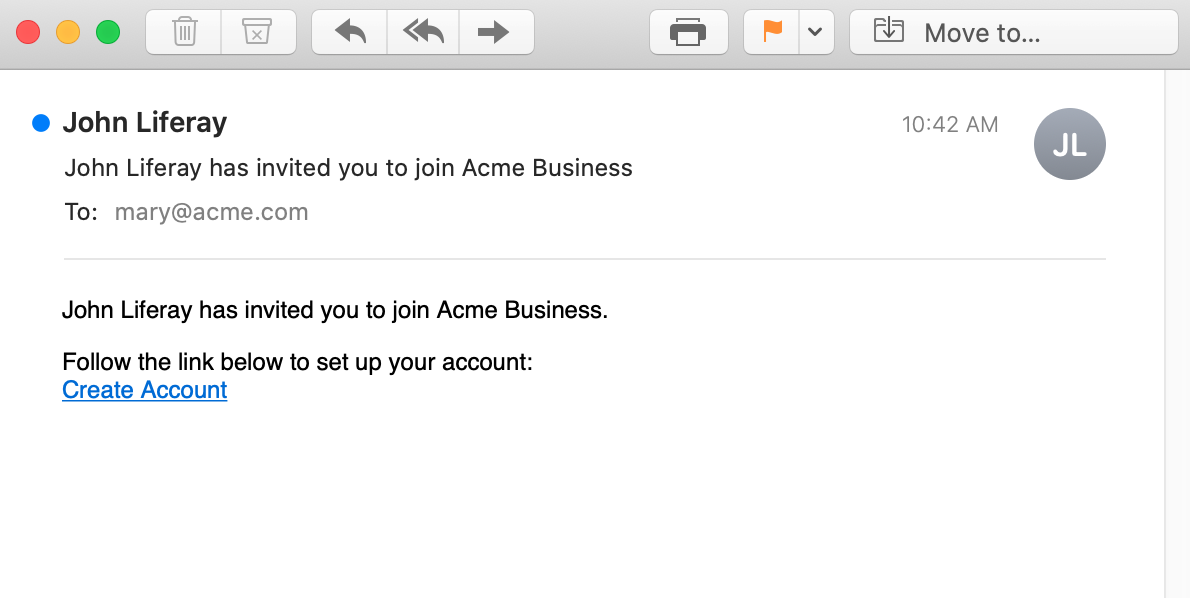 Move to...
John Liferay
10:42 AM
JL
John Liferay has invited you to join Acme Business
To: mary@acme.com
John Liferay has invited you to join Acme Business.
Follow the link below to set up your account:
Create Account